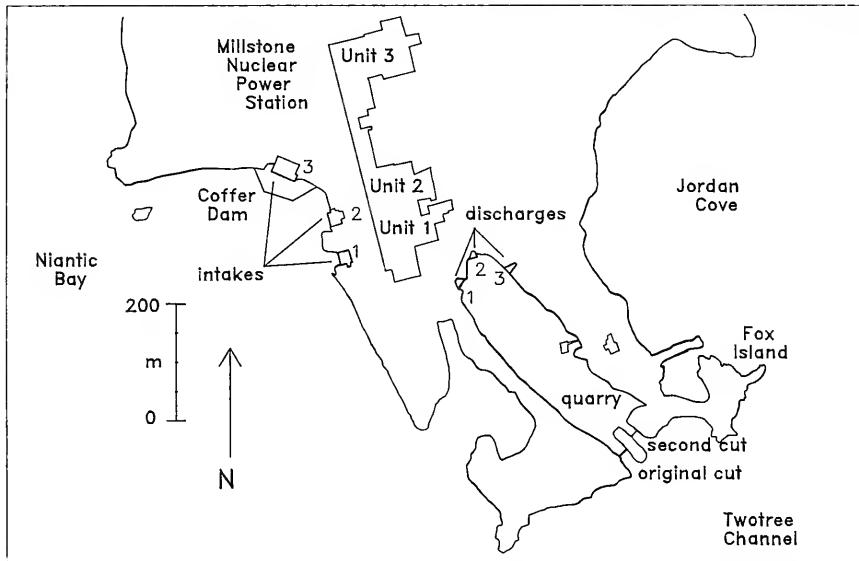 Millstone
Nuclear
Power
Station
Unit 3
3
Coffer
Dam
2
Unit 2
Unit 1
discharges
Jordan
Cove
Niantic
Bay
intakes
1
2
3
1
200
m
0
Fox
Island
quarry
second cut
original cut
N
Twotree
Channel